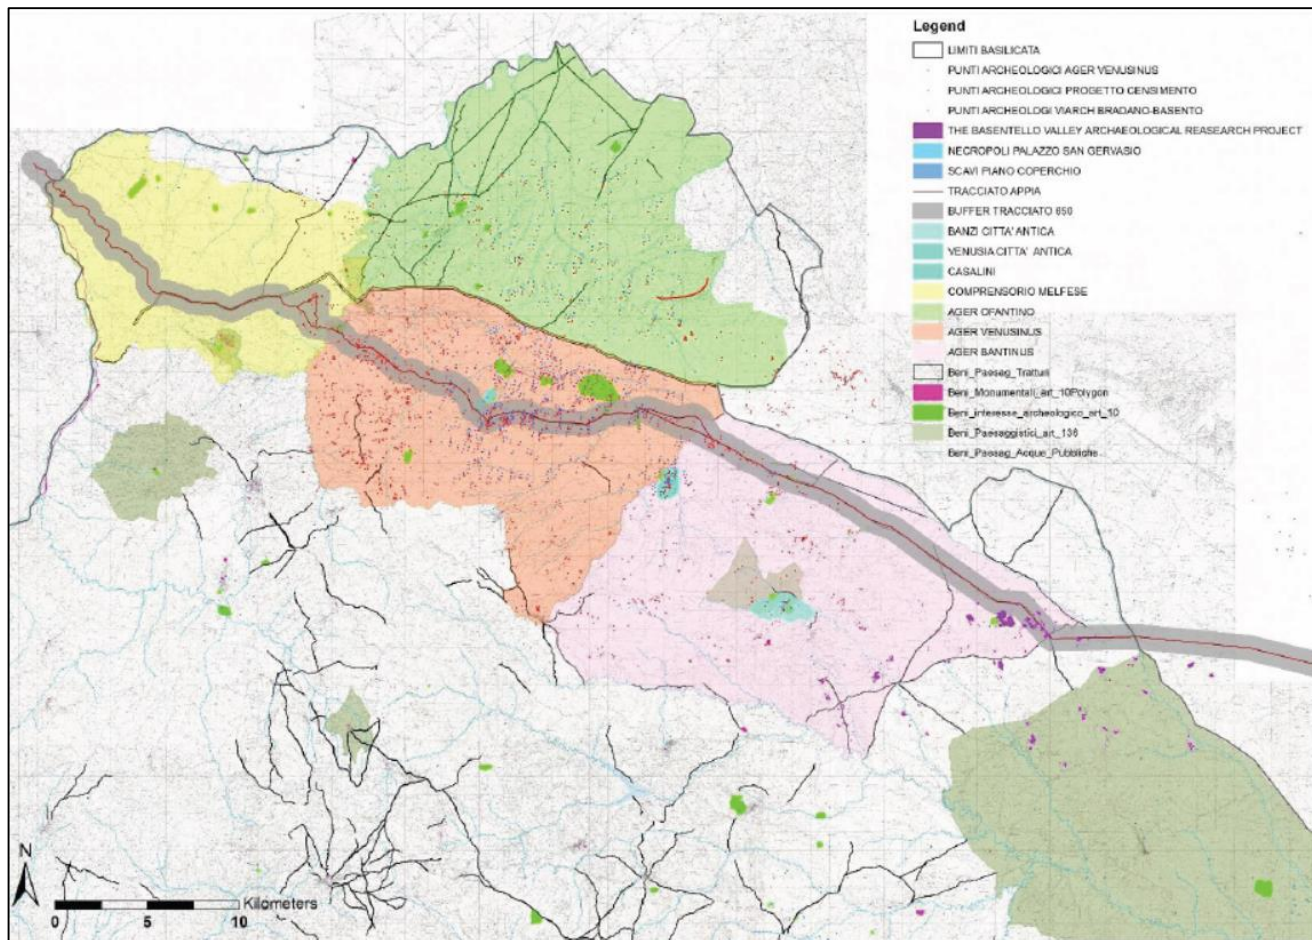 Legend
LIMITI BASILICATA
PUNTI ARCHEOLOGICI AGER VENUSINUS
PUNTI ARCHEOLOGICI PROGETTO CENSIMENTO
PUNTI ARCHEOLOGI VIARCH BRADANO-BASENTO
THE BASENTELLO VALLEY ARCHAEOLOGICAL REASEARCH PROJECT
NECROPOLI PALAZZO SAN GERVASIO
SCAVI PIANO COPERCHIO
TRACCIATO APPIA
BUFFER TRACCIATO 650
BANZI CITTA' ANTICA
VENUSIA CITTA' ANTICA
CASALINI
COMPRENSORIO MELFESE
AGER OFANTINO
AGER VENUSINUS
AGER BANTINUS
Beni_Paesag_Tratturi
Beni_Monumentali_art_10Polygon
Beni_interesse_archeologico_art_10
Beni_Paesaggistici_art_136
Beni_Paesag_Acque_Pubbliche
N
Kilometers
0 5 10